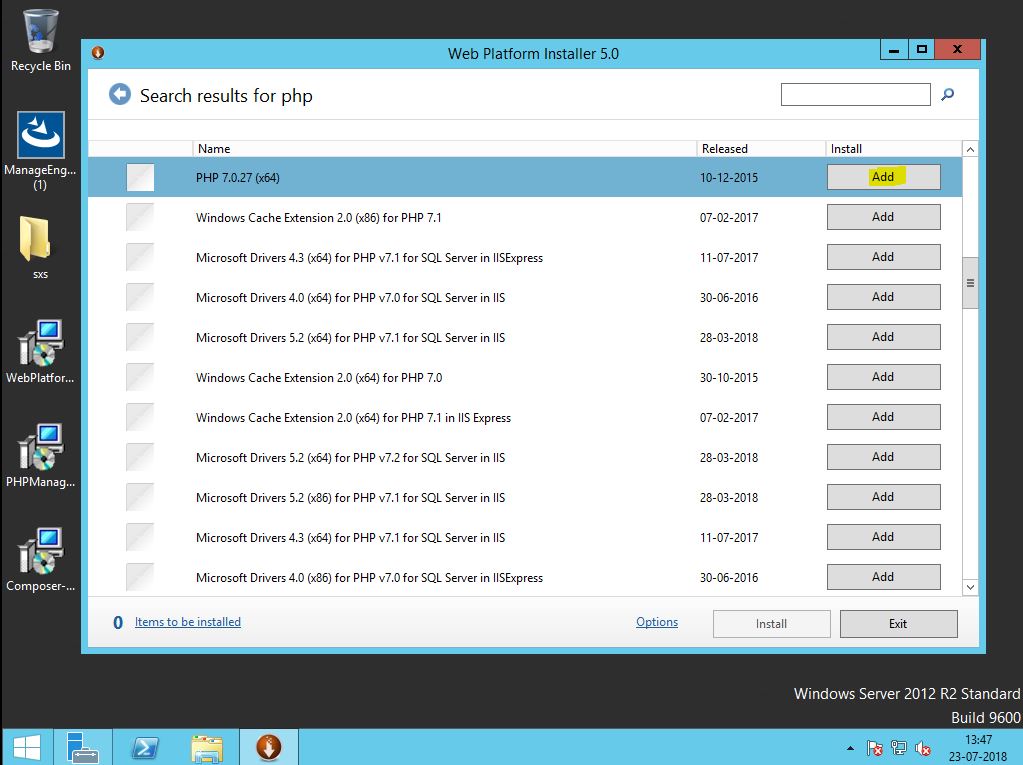 Recycle Bin
ManageEng...
(1)
sxs
WebPlatfor...
PHPManag...
Composer-...
Web Platform Installer 5.0
x
Search results for php
Name Released Install
PHP 7.0.27 (x64) 10-12-2015 Add
Windows Cache Extension 2.0 (x86) for PHP 7.1 07-02-2017 Add
Microsoft Drivers 4.3 (x64) for PHP v7.1 for SQL Server in IISExpress 11-07-2017 Add
Microsoft Drivers 4.0 (x64) for PHP v7.0 for SQL Server in IIS 30-06-2016 Add
Microsoft Drivers 5.2 (x64) for PHP v7.1 for SQL Server in IIS 28-03-2018 Add
Windows Cache Extension 2.0 (x64) for PHP 7.0 30-10-2015 Add
Windows Cache Extension 2.0 (x64) for PHP 7.1 in IIS Express 07-02-2017 Add
Microsoft Drivers 5.2 (x64) for PHP v7.2 for SQL Server in IIS 28-03-2018 Add
Microsoft Drivers 5.2 (x86) for PHP v7.1 for SQL Server in IIS 28-03-2018 Add
Microsoft Drivers 4.3 (x64) for PHP v7.1 for SQL Server in IIS 11-07-2017 Add
Microsoft Drivers 4.0 (x86) for PHP v7.0 for SQL Server in IISExpress 30-06-2016 Add
0 Items to be installed Options Install Exit
Windows Server 2012 R2 Standard
Build 9600
13:47
23-07-2018